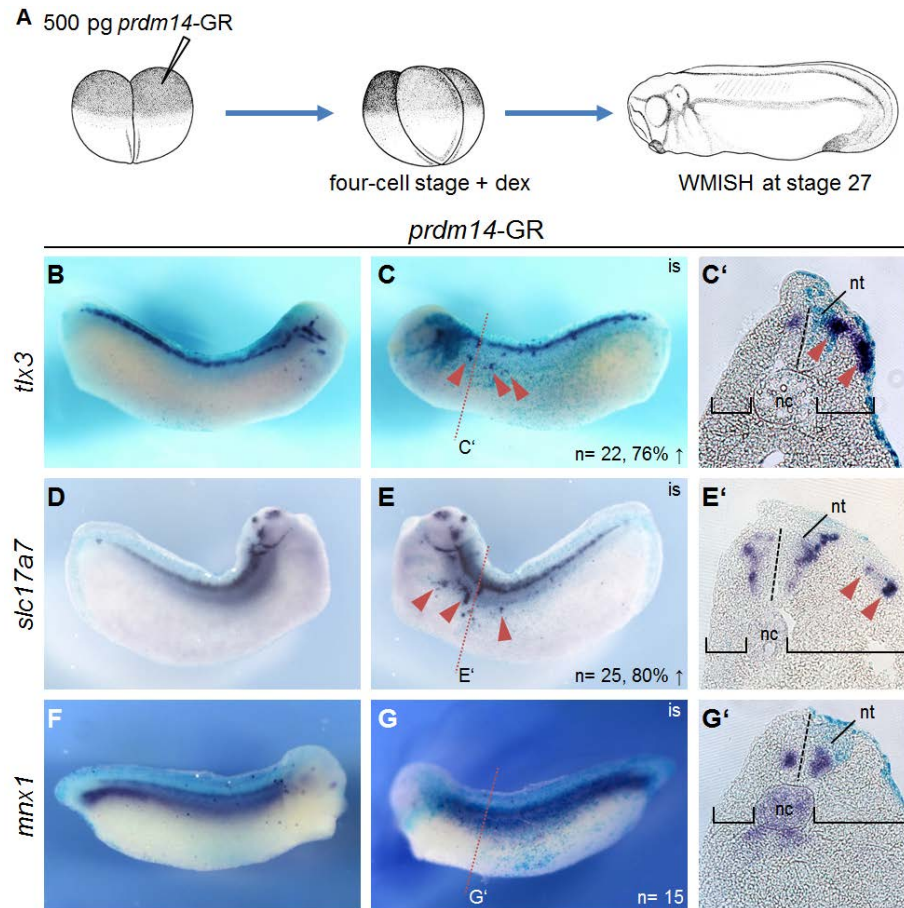 A
500 pg prdm14-GR
four-cell stage + dex
WMISH at stage 27
prdm14-GR
tlx3
B
C
is
C'
n= 22, 76% ↑
C'
nt
nc
slc17a7
D
E
is
E'
n= 25, 80% ↑
E'
nt
nc
mnx1
F
G
is
G'
n= 15
G'
nt
nc